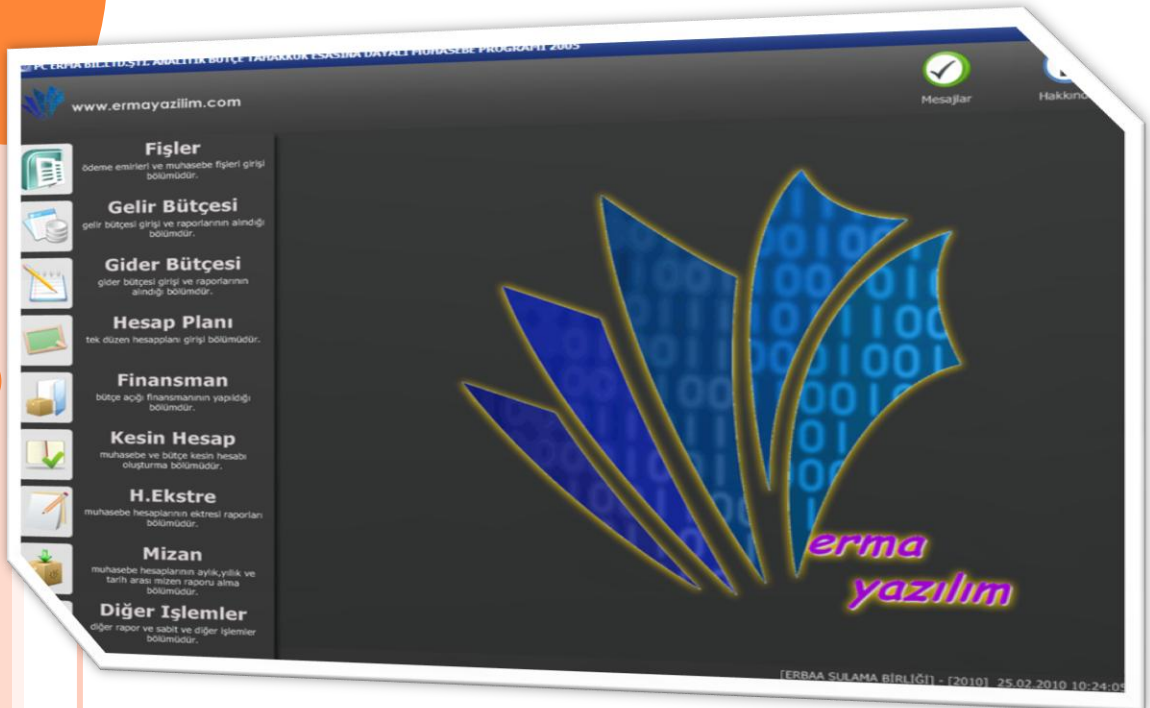 PC ERMA BİL.LTD.ŞTİ. ANALİTİK BÜTÇE TAHAKKUK ESASINA DAYALI MUHASEBE PROGRAMI 2005
www.ermayazilim.com
Mesajlar
Fişler
ödeme emirleri ve muhasebe fişleri girişi
bölümüdür.
Gelir Bütçesi
gelir bütçesi girişi ve raporlarının alındığı
bölümdür.
Gider Bütçesi
gider bütçesi girişi ve raporlarının
alındığı bölümdür.
Hesap Planı
tek düzen hesapplanı girişi bölümüdür.
Finansman
bütçe açığı finansmanının yapıldığı
bölümdür.
Kesin Hesap
muhasebe ve bütçe kesin hesabı
oluşturma bölümüdür.
H.Ekstre
muhasebe hesaplarının ektresi raporları
bölümüdür.
Mizan
muhasebe hesaplarının aylık,yıllık ve
tarih arası mizen raporu alma
bölümüdür.
Diğer Işlemler
diğer rapor ve sabit ve diğer işlemler
bölümüdür.
erma
yazılım
[ERBAA SULAMA BİRLİĞİ] - [2010] 25.02.2010 10:24:05